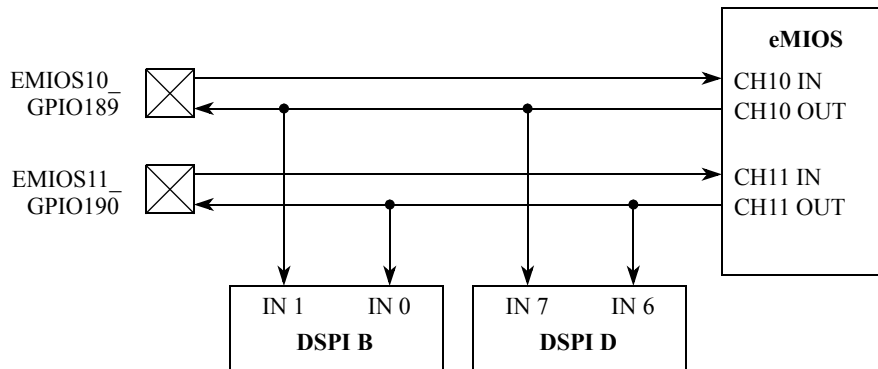 eMIOS
EMIOS10_
GPIO189
CH10 IN
CH10 OUT
EMIOS11_
GPIO190
CH11 IN
CH11 OUT
IN 1 IN 0
DSPI B
IN 7 IN 6
DSPI D